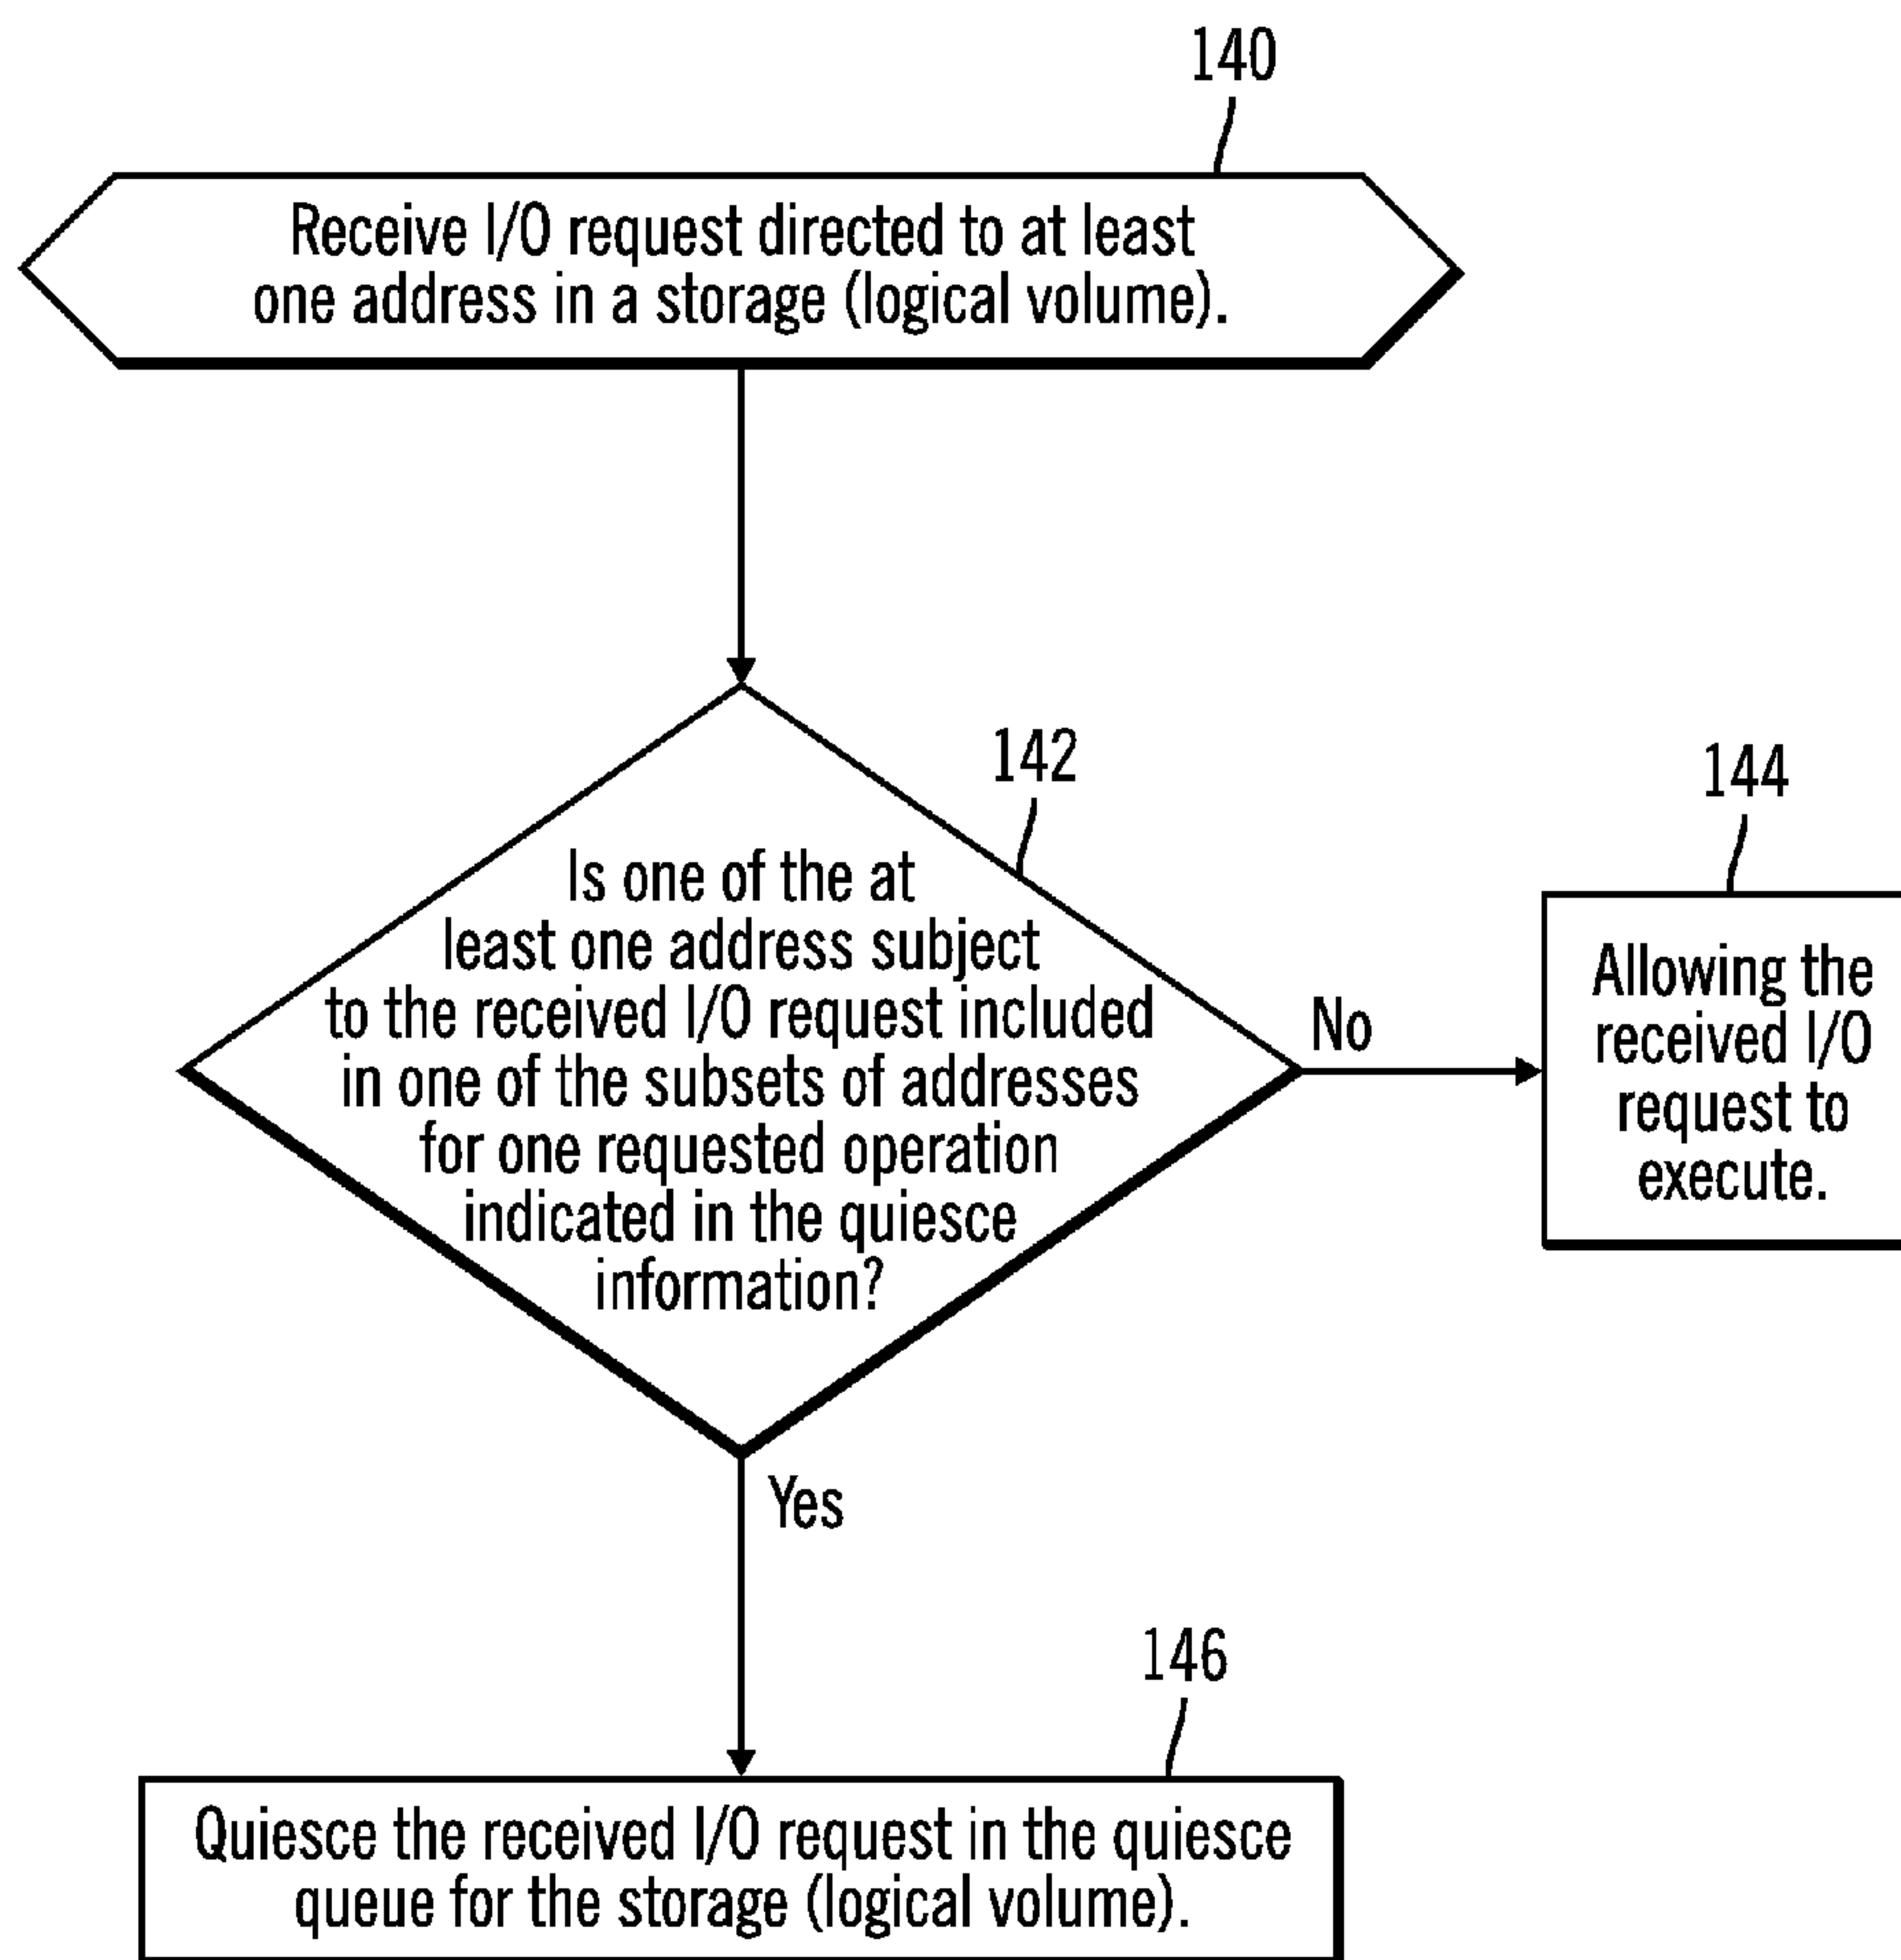 140
Receive I/O request directed to at least
one address in a storage (logical volume).
142
Is one of the at
least one address subject
to the received I/O request included
in one of the subsets of addresses
for one requested operation
indicated in the quiesce
information?
No
144
Allowing the
received I/O
request to
execute.
Yes
146
Quiesce the received I/O request in the quiesce
queue for the storage (logical volume).